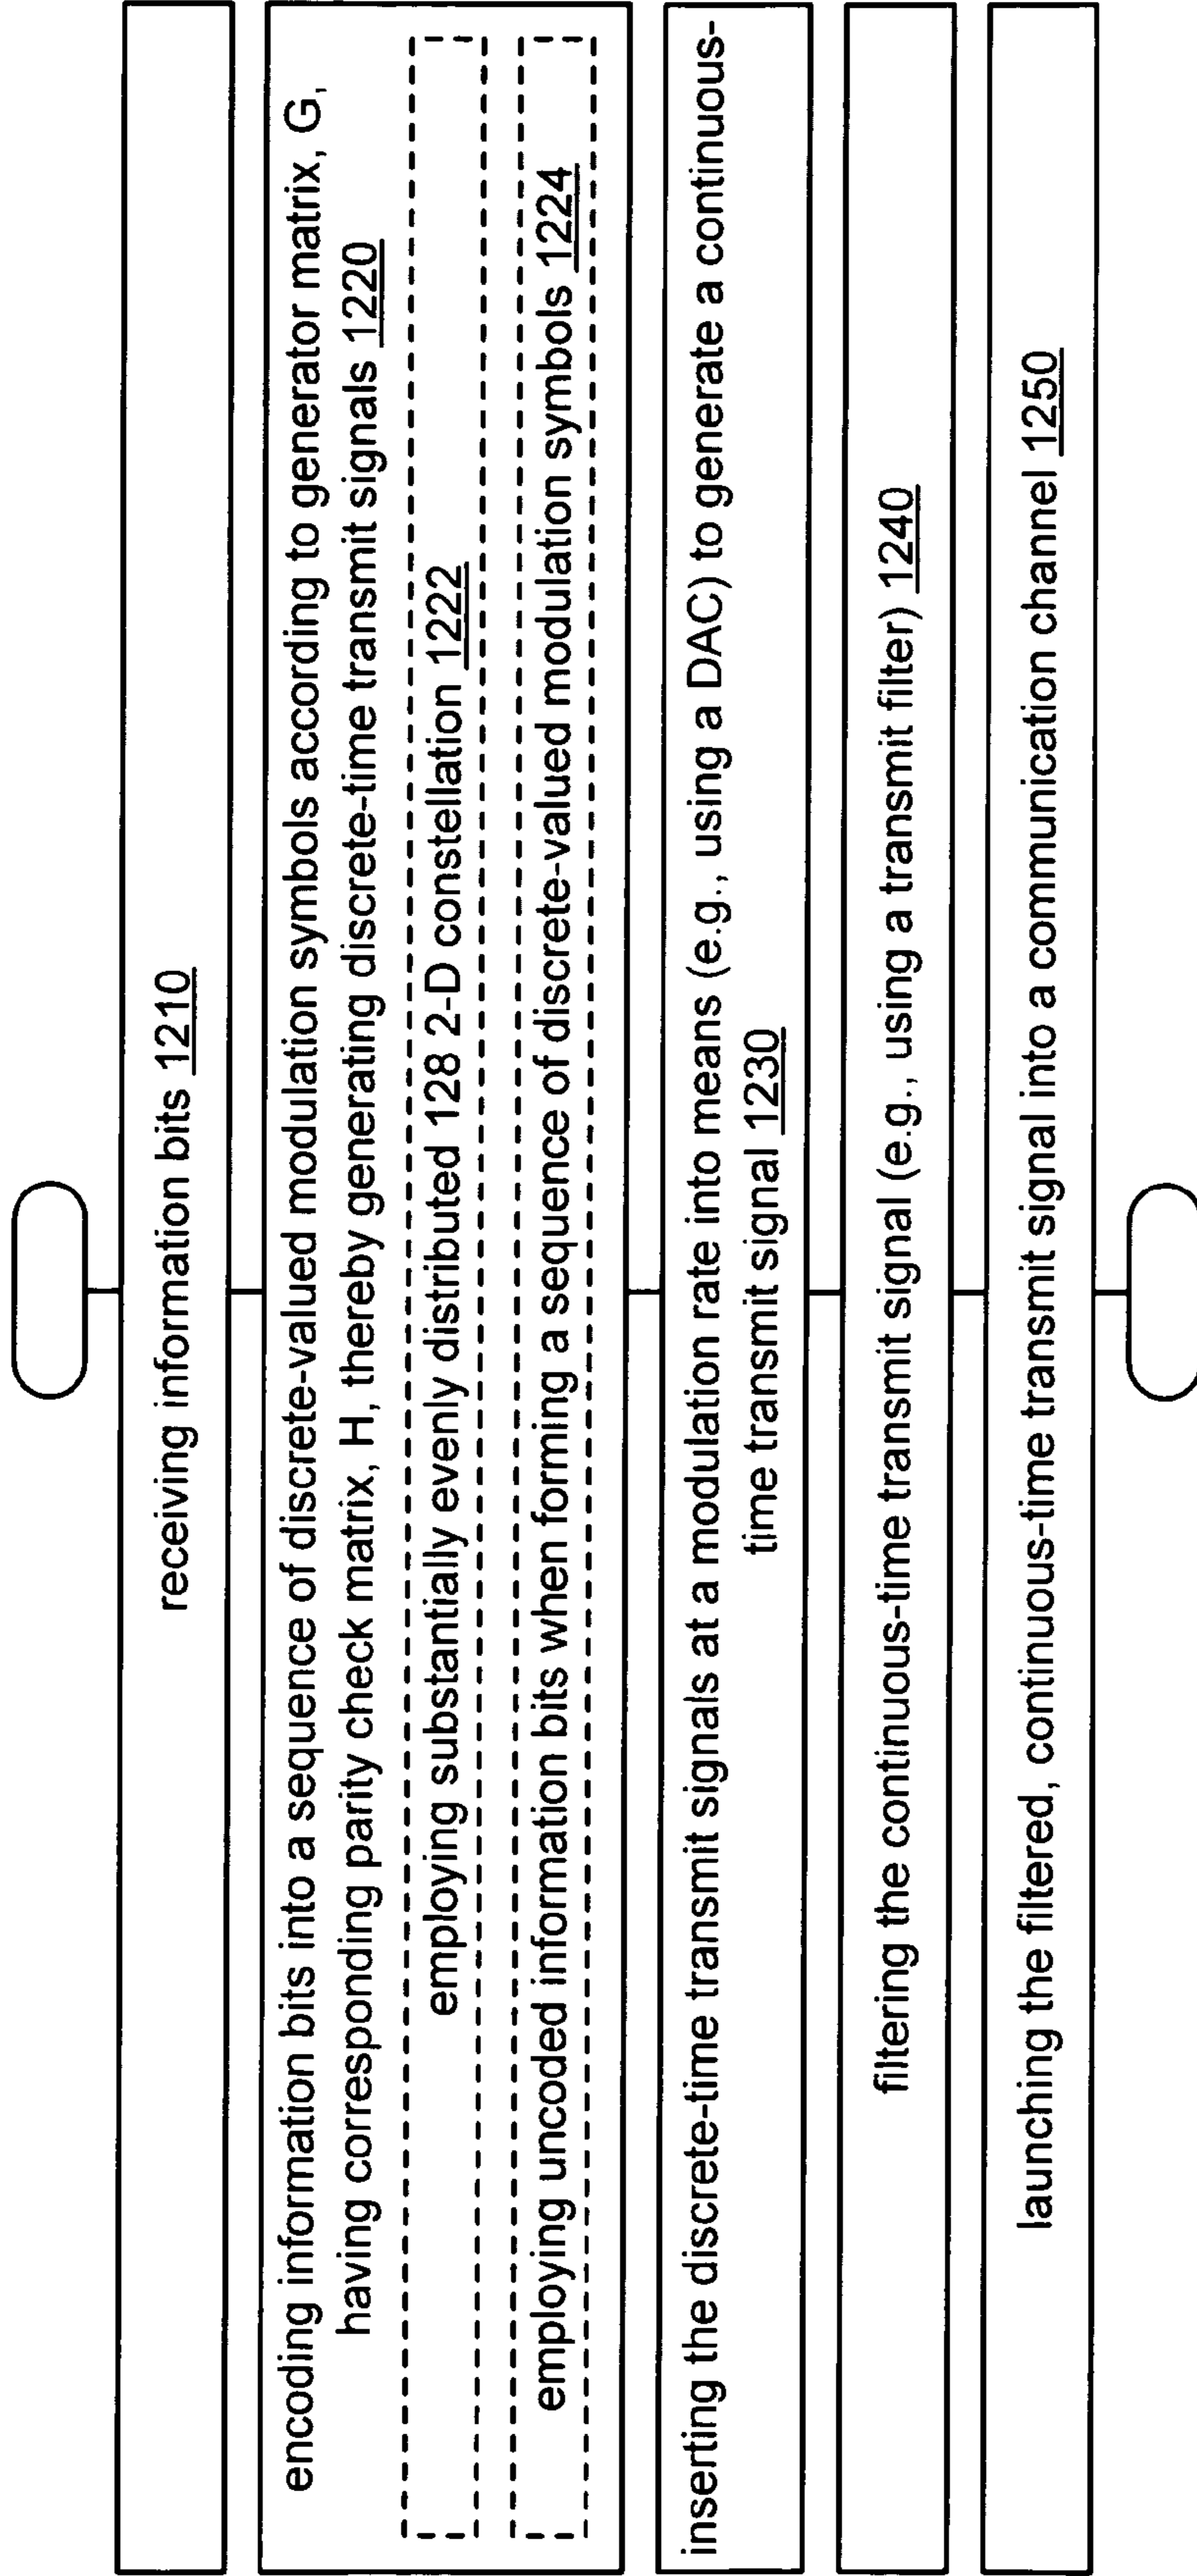 receiving information bits 1210
encoding information bits into a sequence of discrete-valued modulation symbols according to generator matrix, G,
having corresponding parity check matrix, H, thereby generating discrete-time transmit signals 1220
employing substantially evenly distributed 128 2-D constellation 1222
employing uncoded information bits when forming a sequence of discrete-valued modulation symbols 1224
inserting the discrete-time transmit signals at a modulation rate into means (e.g., using a DAC) to generate a continuous-
time transmit signal 1230
filtering the continuous-time transmit signal (e.g., using a transmit filter) 1240
launching the filtered, continuous-time transmit signal into a communication channel 1250